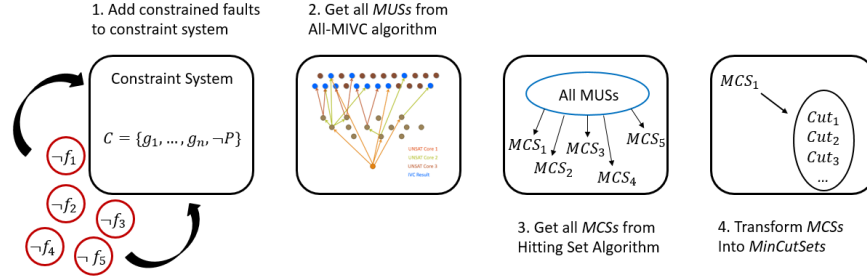 1. Add constrained faults
to constraint system
Constraint System
C = {g₁, ..., gₙ, ¬P}
¬f₁
¬f₂
¬f₃
¬f₄
¬f₅
2. Get all MUSs from
All-MIVC algorithm
UNSAT Core 1
UNSAT Core 2
UNSAT Core 3
IVC Result
All MUSs
MCS₁
MCS₂
MCS₃
MCS₄
MCS₅
3. Get all MCSs from
Hitting Set Algorithm
MCS₁
Cut₁
Cut₂
Cut₃
...
4. Transform MCSs
Into MinCutSets